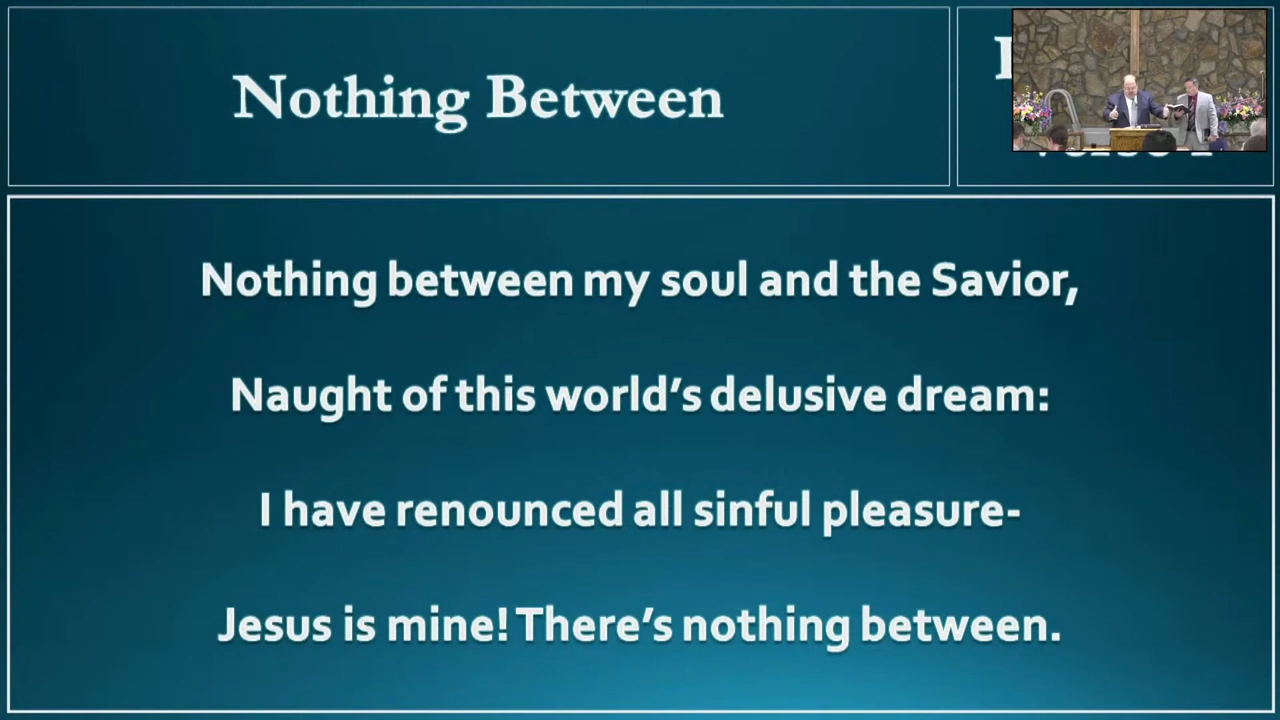 Nothing Between
Nothing between my soul and the Savior,
Naught of this world's delusive dream:
I have renounced all sinful pleasure-
Jesus is mine! There's nothing between.